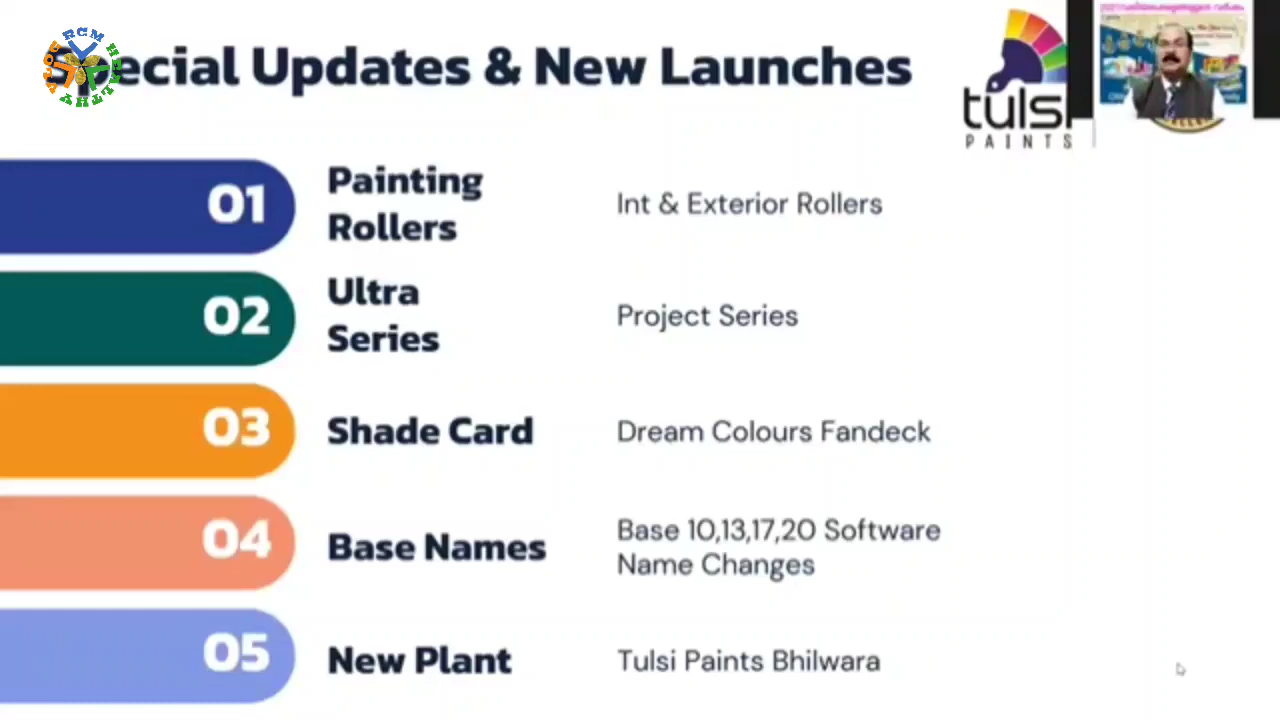 Special Updates & New Launches
tulsi
PAINTS
01
Painting
Rollers
Int & Exterior Rollers
02
Ultra
Series
Project Series
03
Shade Card
Dream Colours Fandeck
04
Base Names
Base 10,13,17,20 Software
Name Changes
05
New Plant
Tulsi Paints Bhilwara